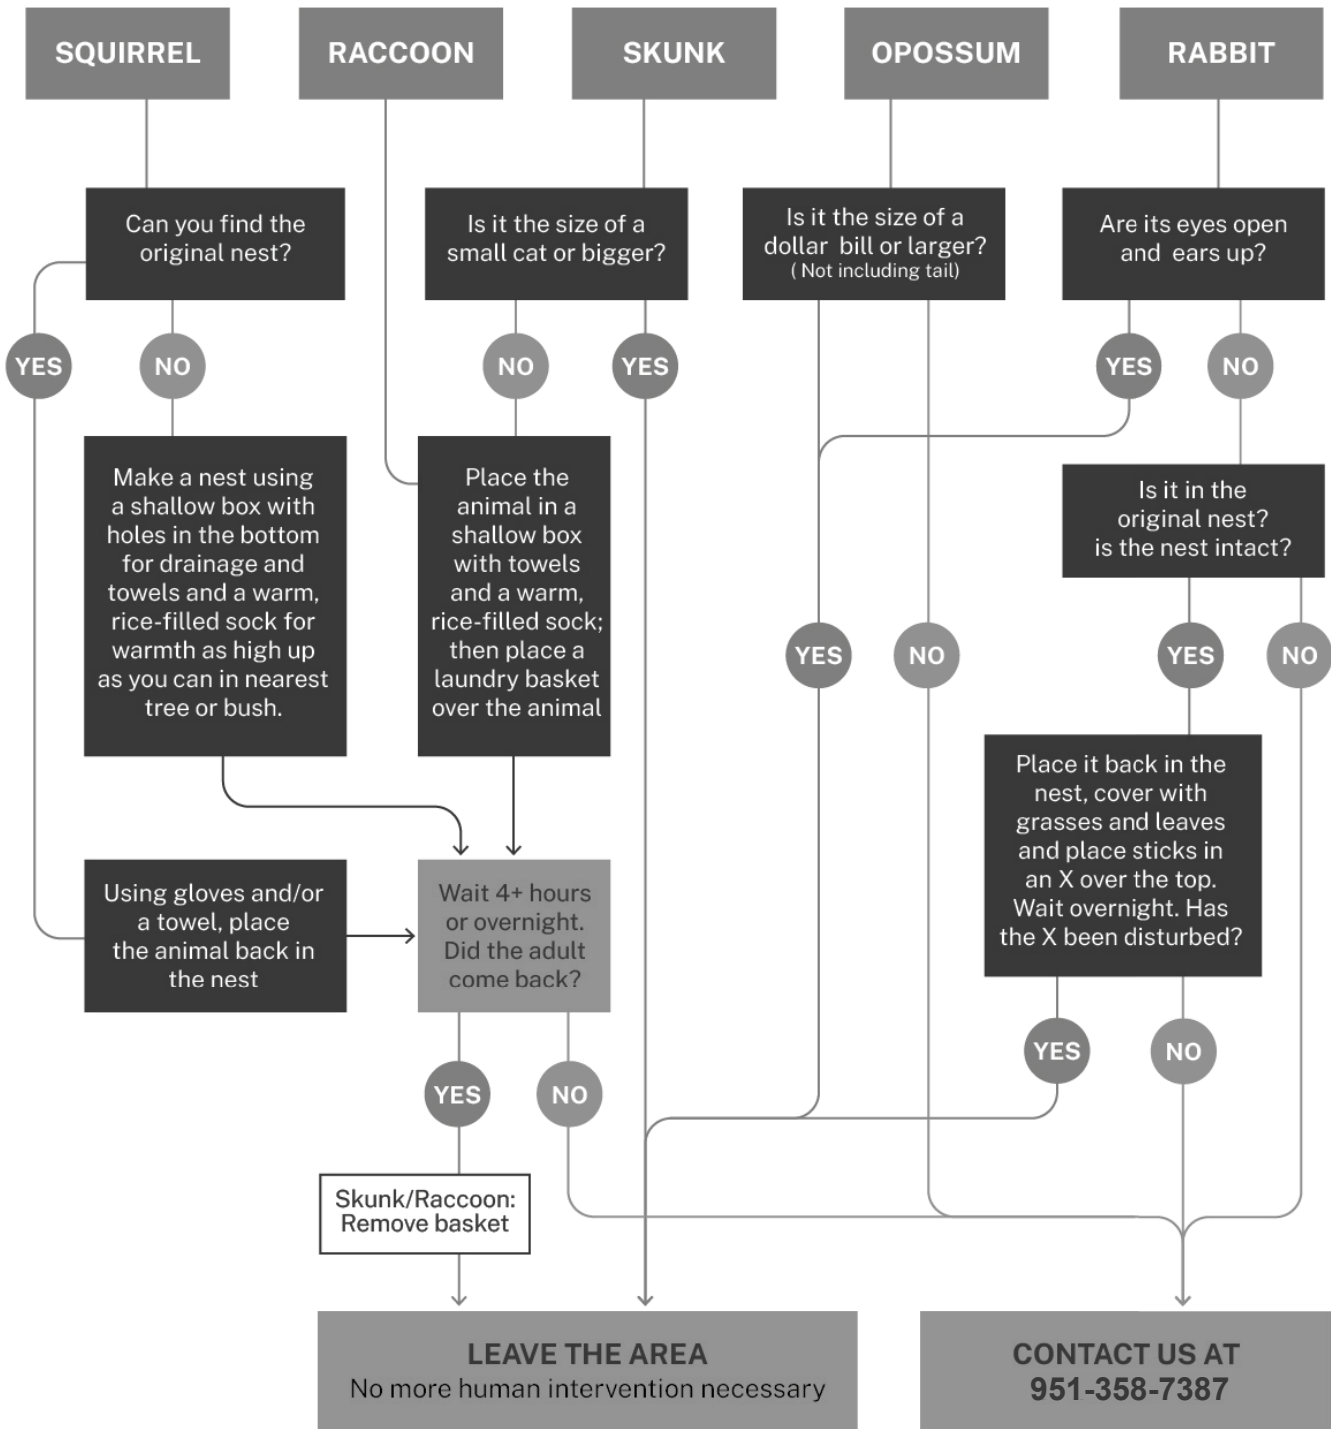 SQUIRREL
RACCOON
SKUNK
OPOSSUM
RABBIT
Can you find the
original nest?
Is it the size of a
small cat or bigger?
Is it the size of a
dollar bill or larger?
( Not including tail)
Are its eyes open
and ears up?
YES
NO
NO
YES
YES
NO
Make a nest using
a shallow box with
holes in the bottom
for drainage and
towels and a warm,
rice-filled sock for
warmth as high up
as you can in nearest
tree or bush.
Place the
animal in a
shallow box
with towels
and a warm,
rice-filled sock;
then place a
laundry basket
over the animal
Is it in the
original nest?
is the nest intact?
YES
NO
YES
NO
Place it back in the
nest, cover with
grasses and leaves
and place sticks in
an X over the top.
Wait overnight. Has
the X been disturbed?
Using gloves and/or
a towel, place
the animal back in
the nest
Wait 4+ hours
or overnight.
Did the adult
come back?
YES
NO
YES
NO
Skunk/Raccoon:
Remove basket
LEAVE THE AREA
No more human intervention necessary
CONTACT US AT
951-358-7387